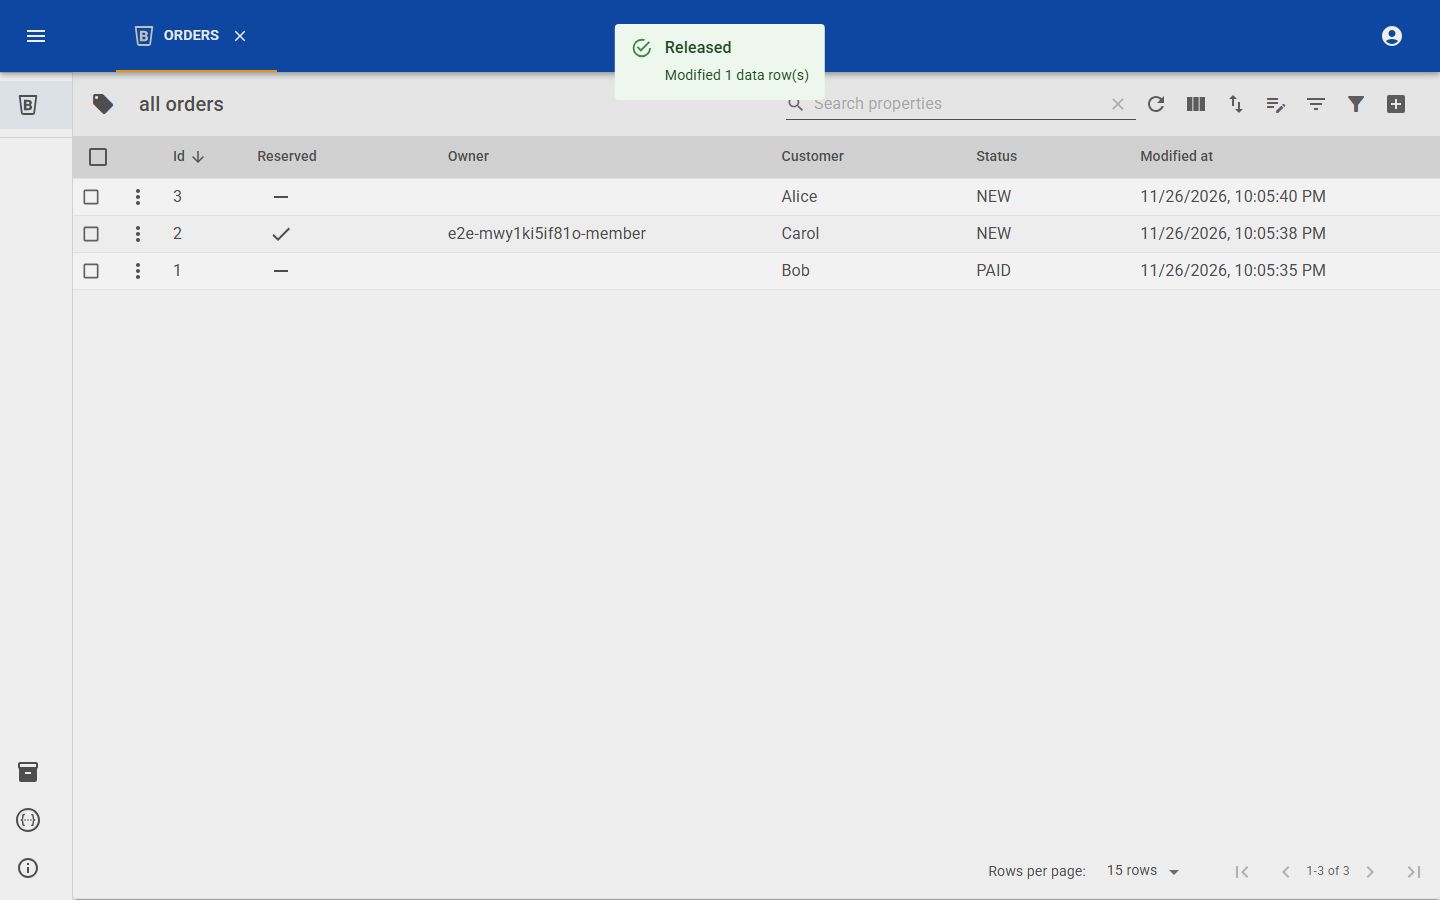 ORDERS
Released
Modified 1 data row(s)
all orders
Search properties
Id Reserved Owner Customer Status Modified at
3 Alice NEW 11/26/2026, 10:05:40 PM
2 e2e-mwy1ki5if81o-member Carol NEW 11/26/2026, 10:05:38 PM
1 Bob PAID 11/26/2026, 10:05:35 PM
Rows per page: 15 rows 1-3 of 3